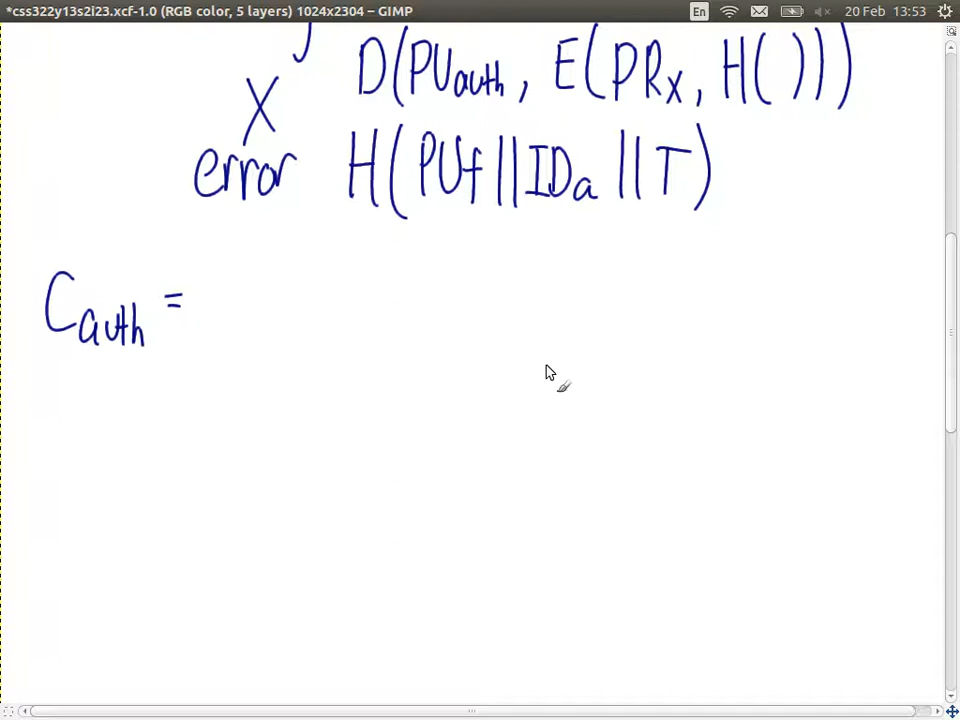 *css322y13s2i23.xcf-1.0 (RGB color, 5 layers) 1024x2304 – GIMP
En
20 Feb 13:53
D(PUauth, E(PRx, H()))
X
error H(PUf||IDa||T)
Cauth =